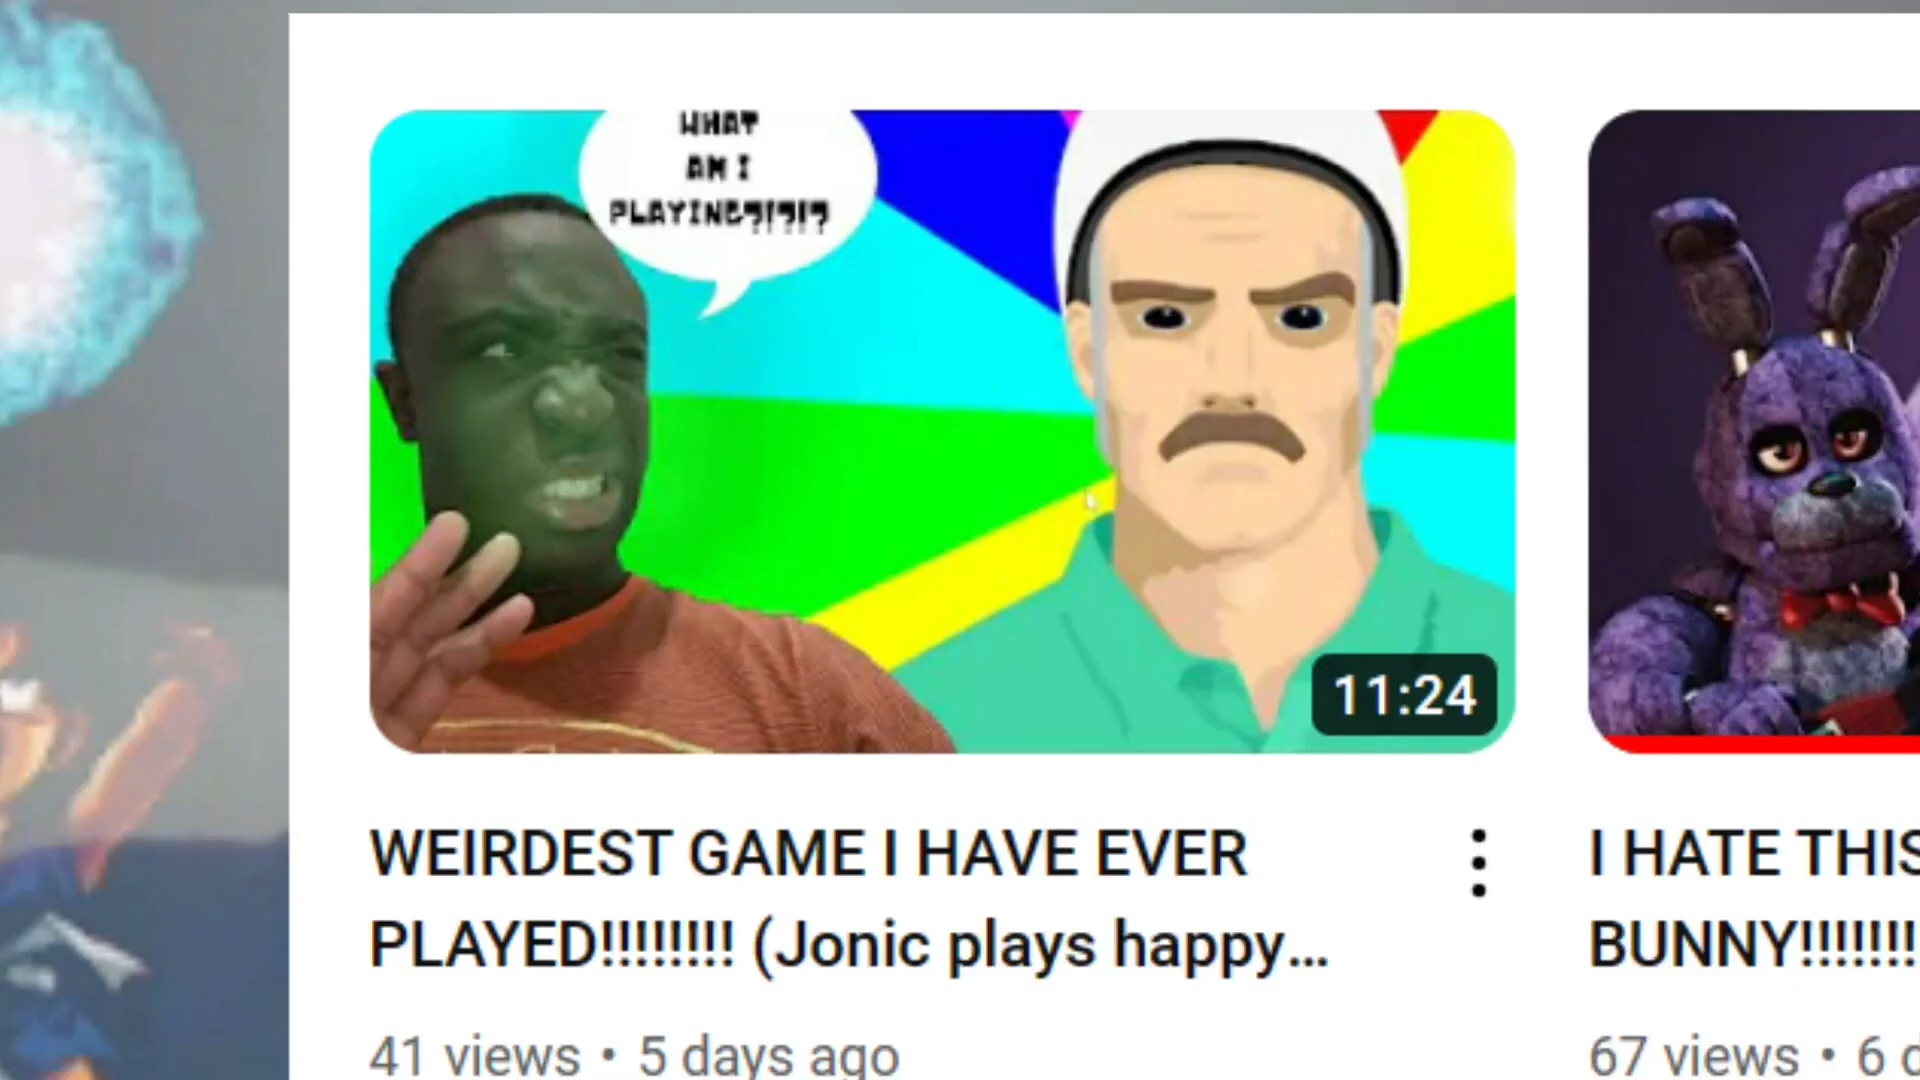 WHAT
AM I
PLAYING?!?!?
11:24
WEIRDEST GAME I HAVE EVER
PLAYED!!!!!!!! (Jonic plays happy...
41 views • 5 days ago
I HATE THIS
BUNNY!!!!!!!
67 views • 6 d